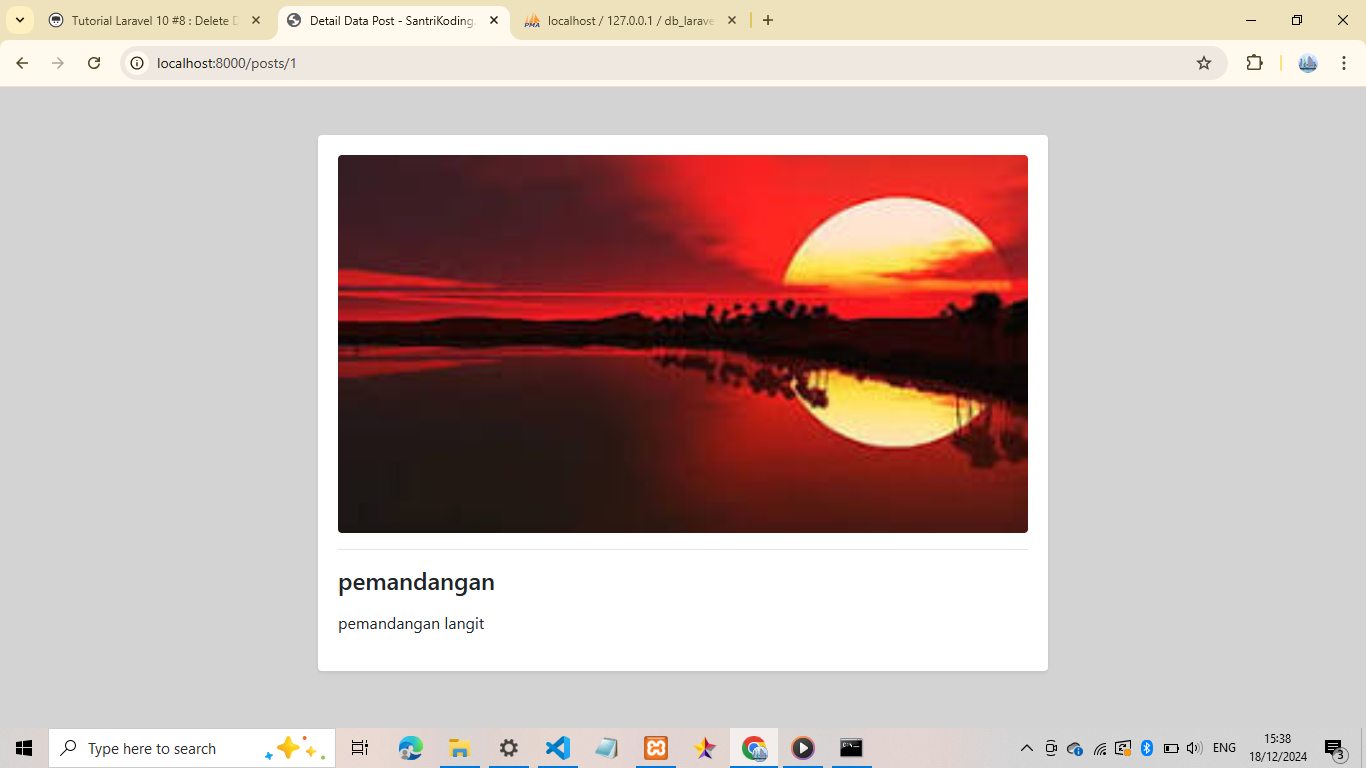 Tutorial Laravel 10 #8 : Delete D
Detail Data Post - SantriKoding.
localhost / 127.0.0.1 / db_larave
localhost:8000/posts/1
pemandangan
pemandangan langit
Type here to search
ENG
15:38
18/12/2024
3